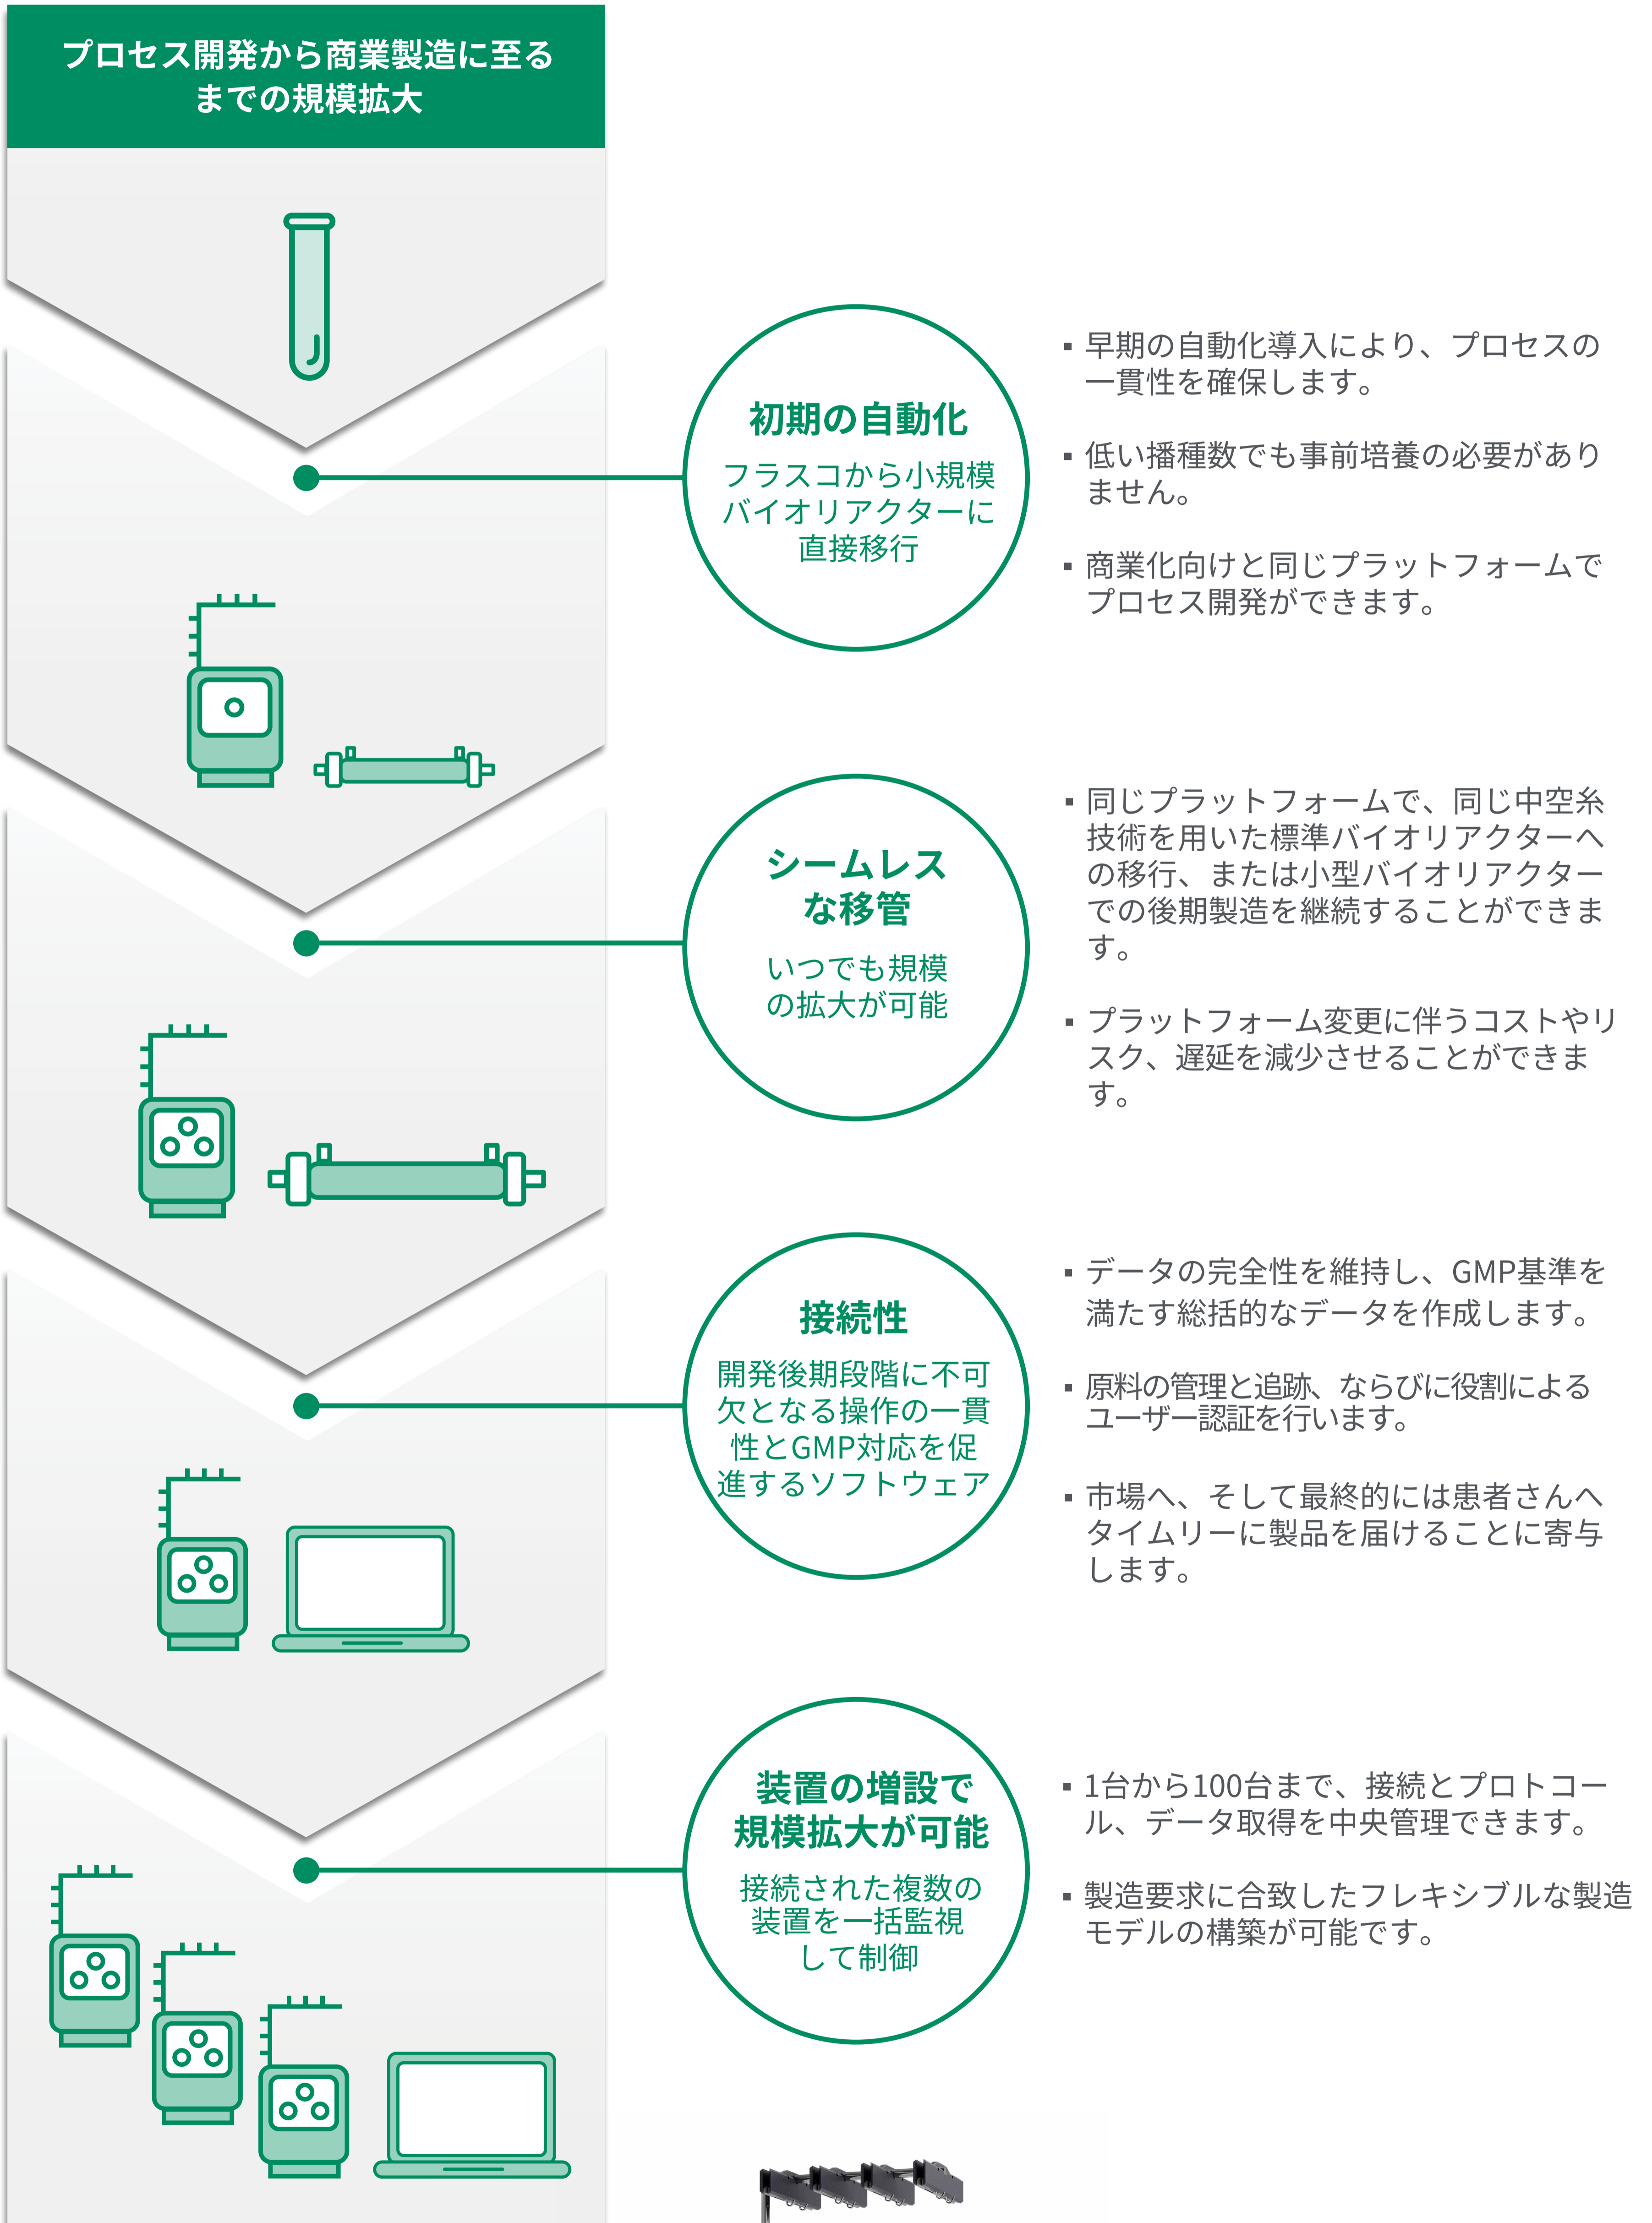 プロセス開発から商業製造に至る
までの規模拡大
初期の自動化
フラスコから小規模
バイオリアクターに
直接移行
▪ 早期の自動化導入により、プロセスの
一貫性を確保します。
▪ 低い播種数でも事前培養の必要があり
ません。
▪ 商業化向けと同じプラットフォームで
プロセス開発ができます。
シームレス
な移管
いつでも規模
の拡大が可能
▪ 同じプラットフォームで、同じ中空糸
技術を用いた標準バイオリアクターへ
の移行、または小型バイオリアクター
での後期製造を継続することができま
す。
▪ プラットフォーム変更に伴うコストやリ
スク、遅延を減少させることができま
す。
接続性
開発後期段階に不可
欠となる操作の一貫
性とGMP対応を促
進するソフトウェア
▪ データの完全性を維持し、GMP基準を
満たす総括的なデータを作成します。
▪ 原料の管理と追跡、ならびに役割による
ユーザー認証を行います。
▪ 市場へ、そして最終的には患者さんへ
タイムリーに製品を届けることに寄与
します。
装置の増設で
規模拡大が可能
接続された複数の
装置を一括監視
して制御
▪ 1台から100台まで、接続とプロトコー
ル、データ取得を中央管理できます。
▪ 製造要求に合致したフレキシブルな製造
モデルの構築が可能です。